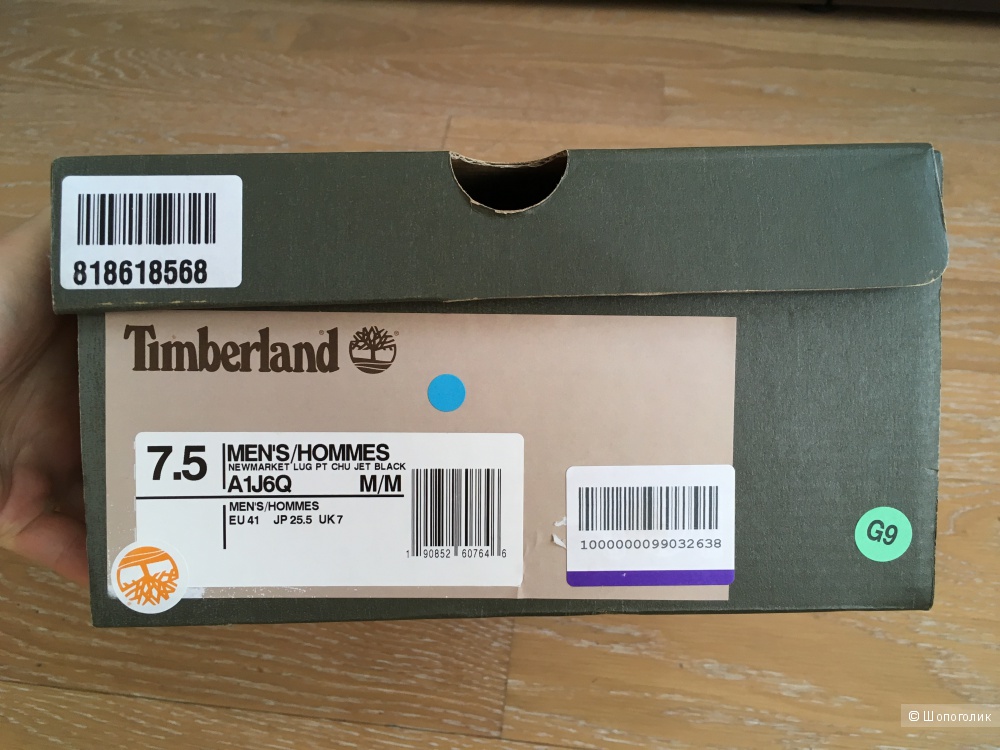 818618568
Timberland
7.5
MEN'S/HOMMES
NEWMARKET LUG PT CHU JET BLACK
A1J6Q M/M
MEN'S/HOMMES
EU 41 JP 25.5 UK 7
1 90852 60764 6
1000000099032638
G9
© Шопоголик